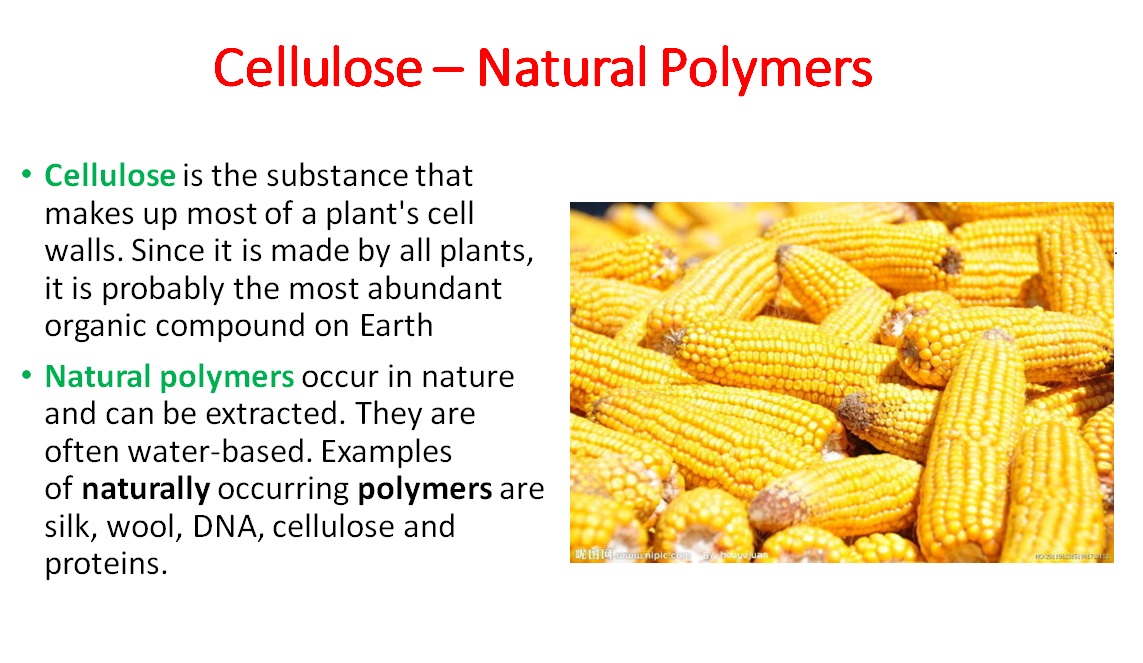 Cellulose – Natural Polymers
• Cellulose is the substance that
makes up most of a plant's cell
walls. Since it is made by all plants,
it is probably the most abundant
organic compound on Earth
• Natural polymers occur in nature
and can be extracted. They are
often water-based. Examples
of naturally occurring polymers are
silk, wool, DNA, cellulose and
proteins.
昵图网 www.nipic.com